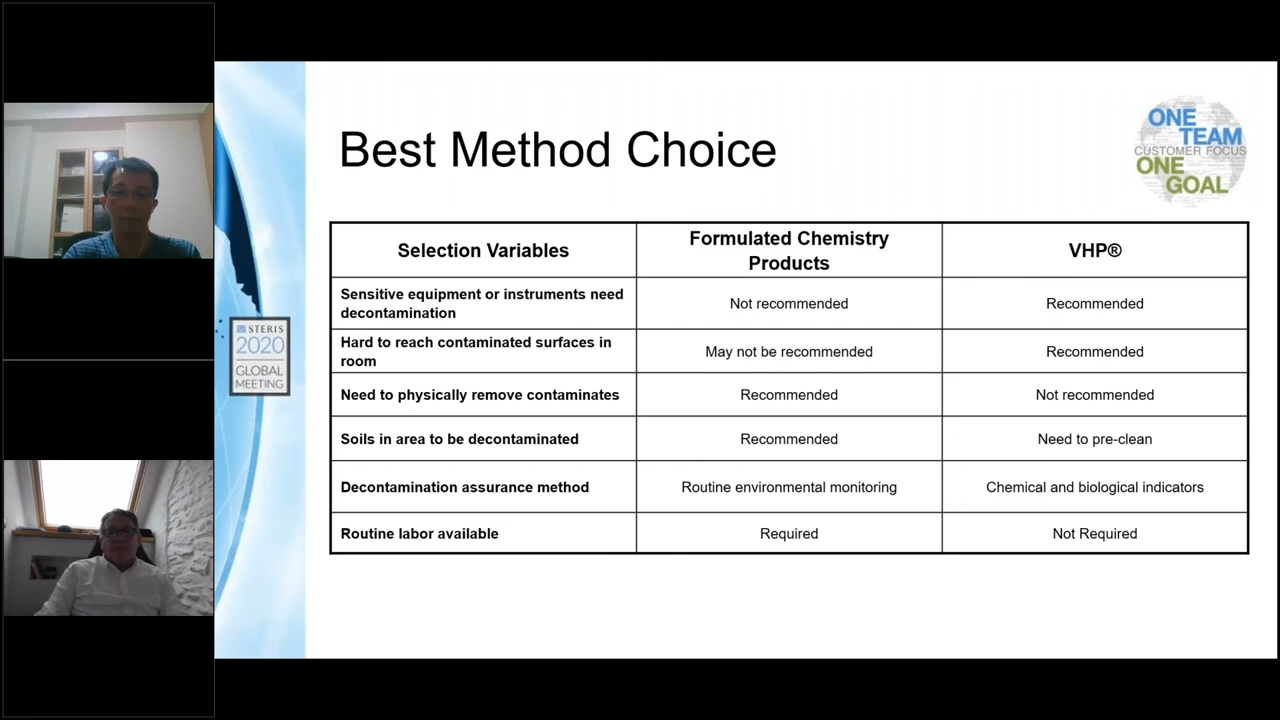 Best Method Choice
ONE
TEAM
CUSTOMER FOCUS
ONE
GOAL
Selection Variables
Formulated Chemistry
Products
VHP®
Sensitive equipment or instruments need
decontamination
Not recommended
Recommended
Hard to reach contaminated surfaces in
room
May not be recommended
Recommended
Need to physically remove contaminates
Recommended
Not recommended
Soils in area to be decontaminated
Recommended
Need to pre-clean
Decontamination assurance method
Routine environmental monitoring
Chemical and biological indicators
Routine labor available
Required
Not Required
STERIS
2020
GLOBAL
MEETING